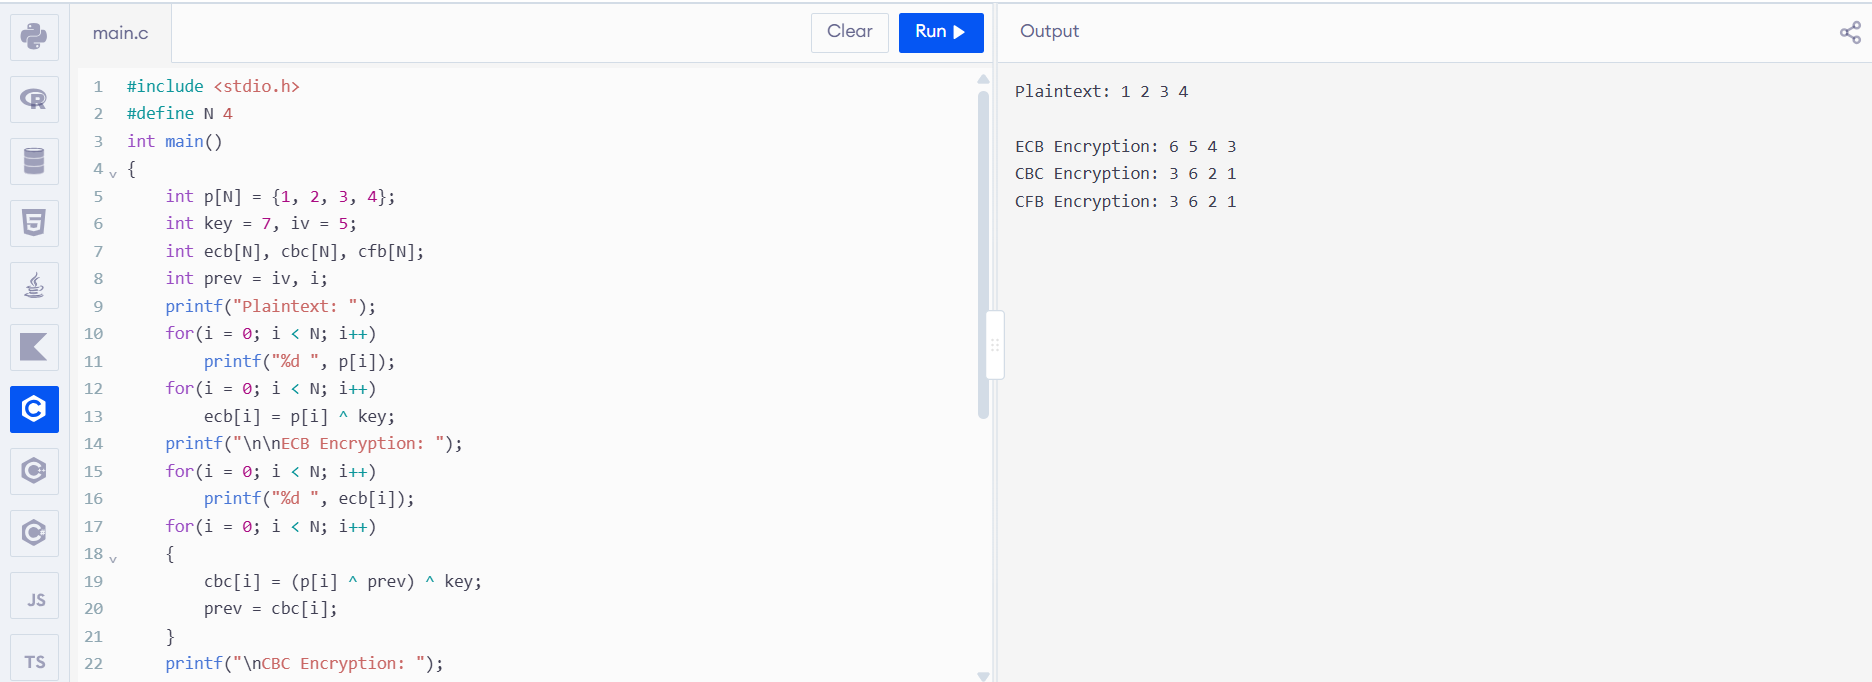 main.c
Clear
Run
Output
R
5
C
C
C
JS
TS
1 #include <stdio.h>
2 #define N 4
3 int main()
4 {
5     int p[N] = {1, 2, 3, 4};
6     int key = 7, iv = 5;
7     int ecb[N], cbc[N], cfb[N];
8     int prev = iv, i;
9     printf("Plaintext: ");
10     for(i = 0; i < N; i++)
11         printf("%d ", p[i]);
12     for(i = 0; i < N; i++)
13         ecb[i] = p[i] ^ key;
14     printf("\n\nECB Encryption: ");
15     for(i = 0; i < N; i++)
16         printf("%d ", ecb[i]);
17     for(i = 0; i < N; i++)
18     {
19         cbc[i] = (p[i] ^ prev) ^ key;
20         prev = cbc[i];
21     }
22     printf("\nCBC Encryption: ");
Plaintext: 1 2 3 4
ECB Encryption: 6 5 4 3
CBC Encryption: 3 6 2 1
CFB Encryption: 3 6 2 1